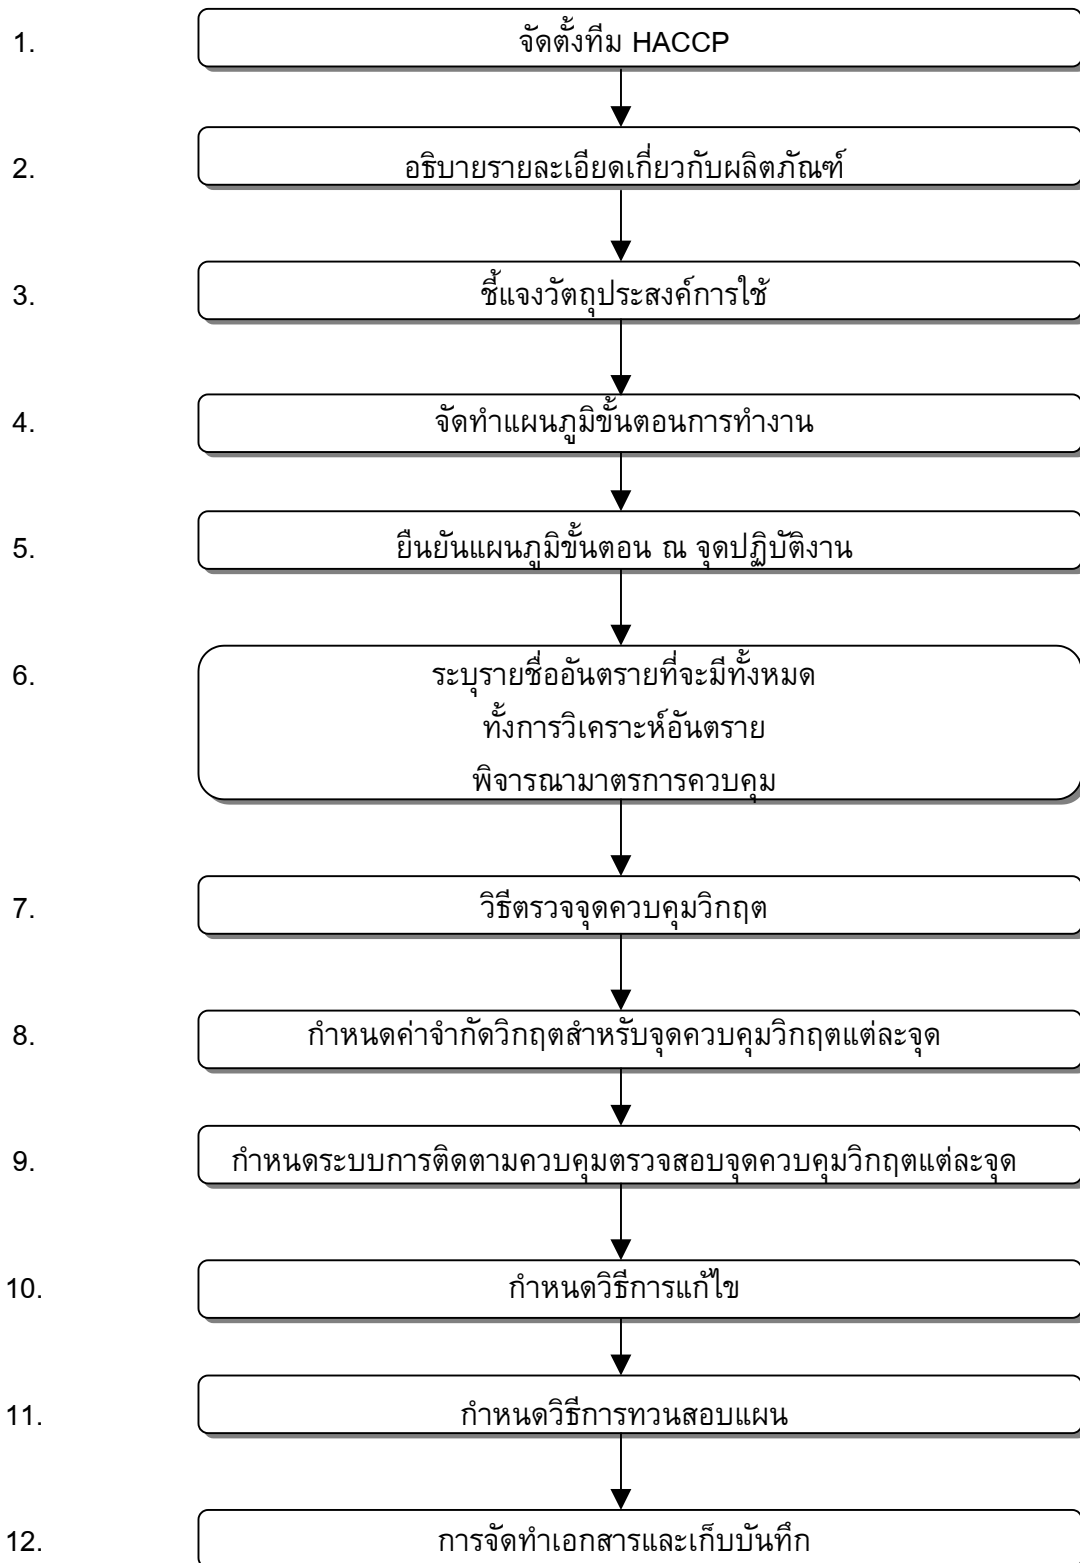 1. จัดตั้งทีม HACCP
2. อธิบายรายละเอียดเกี่ยวกับผลิตภัณฑ์
3. ชี้แจงวัตถุประสงค์การใช้
4. จัดทำแผนภูมิขั้นตอนการทำงาน
5. ยืนยันแผนภูมิขั้นตอน ณ จุดปฏิบัติงาน
6. ระบุรายชื่ออันตรายที่จะมีทั้งหมด
ทั้งการวิเคราะห์อันตราย
พิจารณามาตรการควบคุม
7. วิธีตรวจจุดควบคุมวิกฤต
8. กำหนดค่าจำกัดวิกฤตสำหรับจุดควบคุมวิกฤตแต่ละจุด
9. กำหนดระบบการติดตามควบคุมตรวจสอบจุดควบคุมวิกฤตแต่ละจุด
10. กำหนดวิธีการแก้ไข
11. กำหนดวิธีการทวนสอบแผน
12. การจัดทำเอกสารและเก็บบันทึก